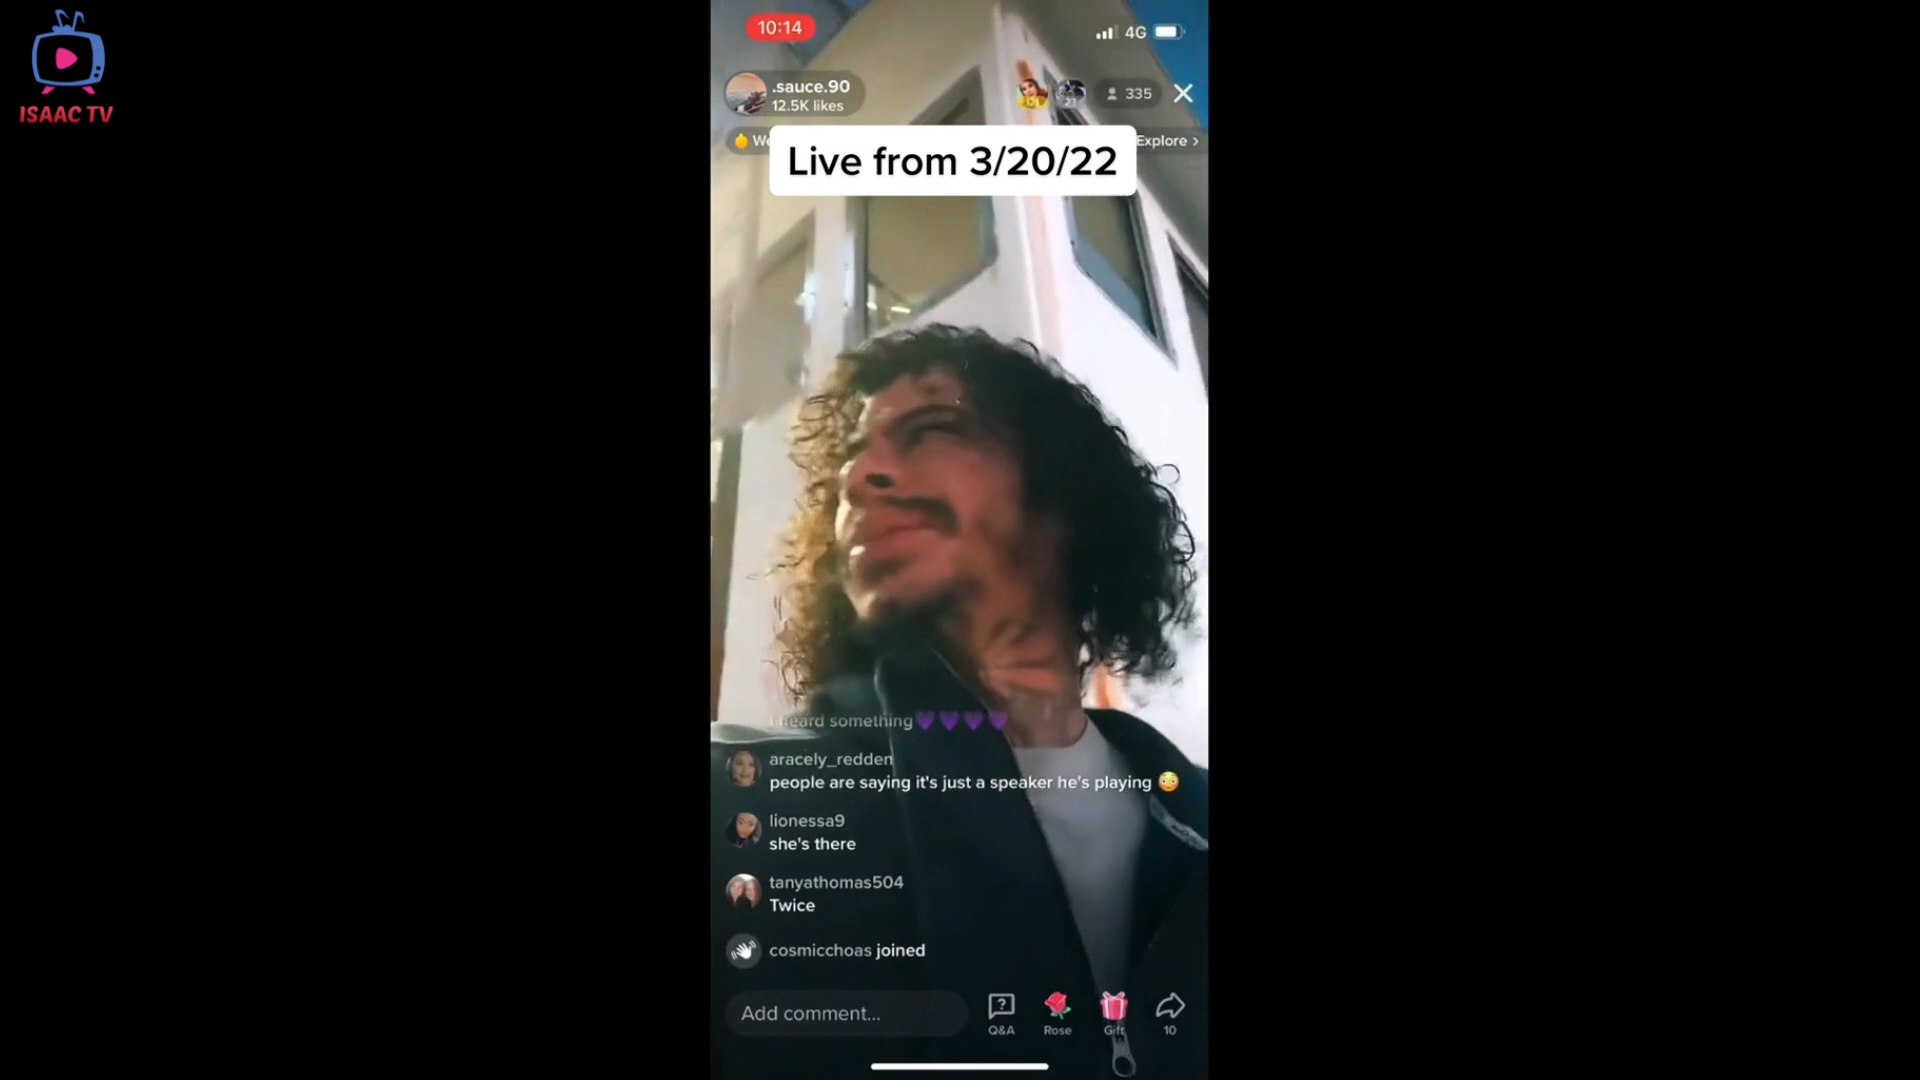 ISAAC TV
10:14
4G
.sauce.90
12.5K likes
335
Explore >
Live from 3/20/22
heard something💜💜💜💜
aracely_redden
people are saying it's just a speaker he's playing 😳
lionessa9
she's there
tanyathomas504
Twice
cosmicchoas joined
Add comment...
Q&A
Rose
Gift
10